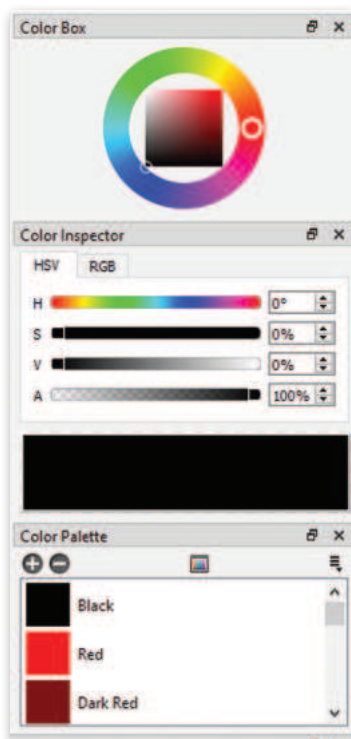 Color Box
Color Inspector
HSV RGB
H 0°
S 0%
V 0%
A 100%
Color Palette
Black
Red
Dark Red